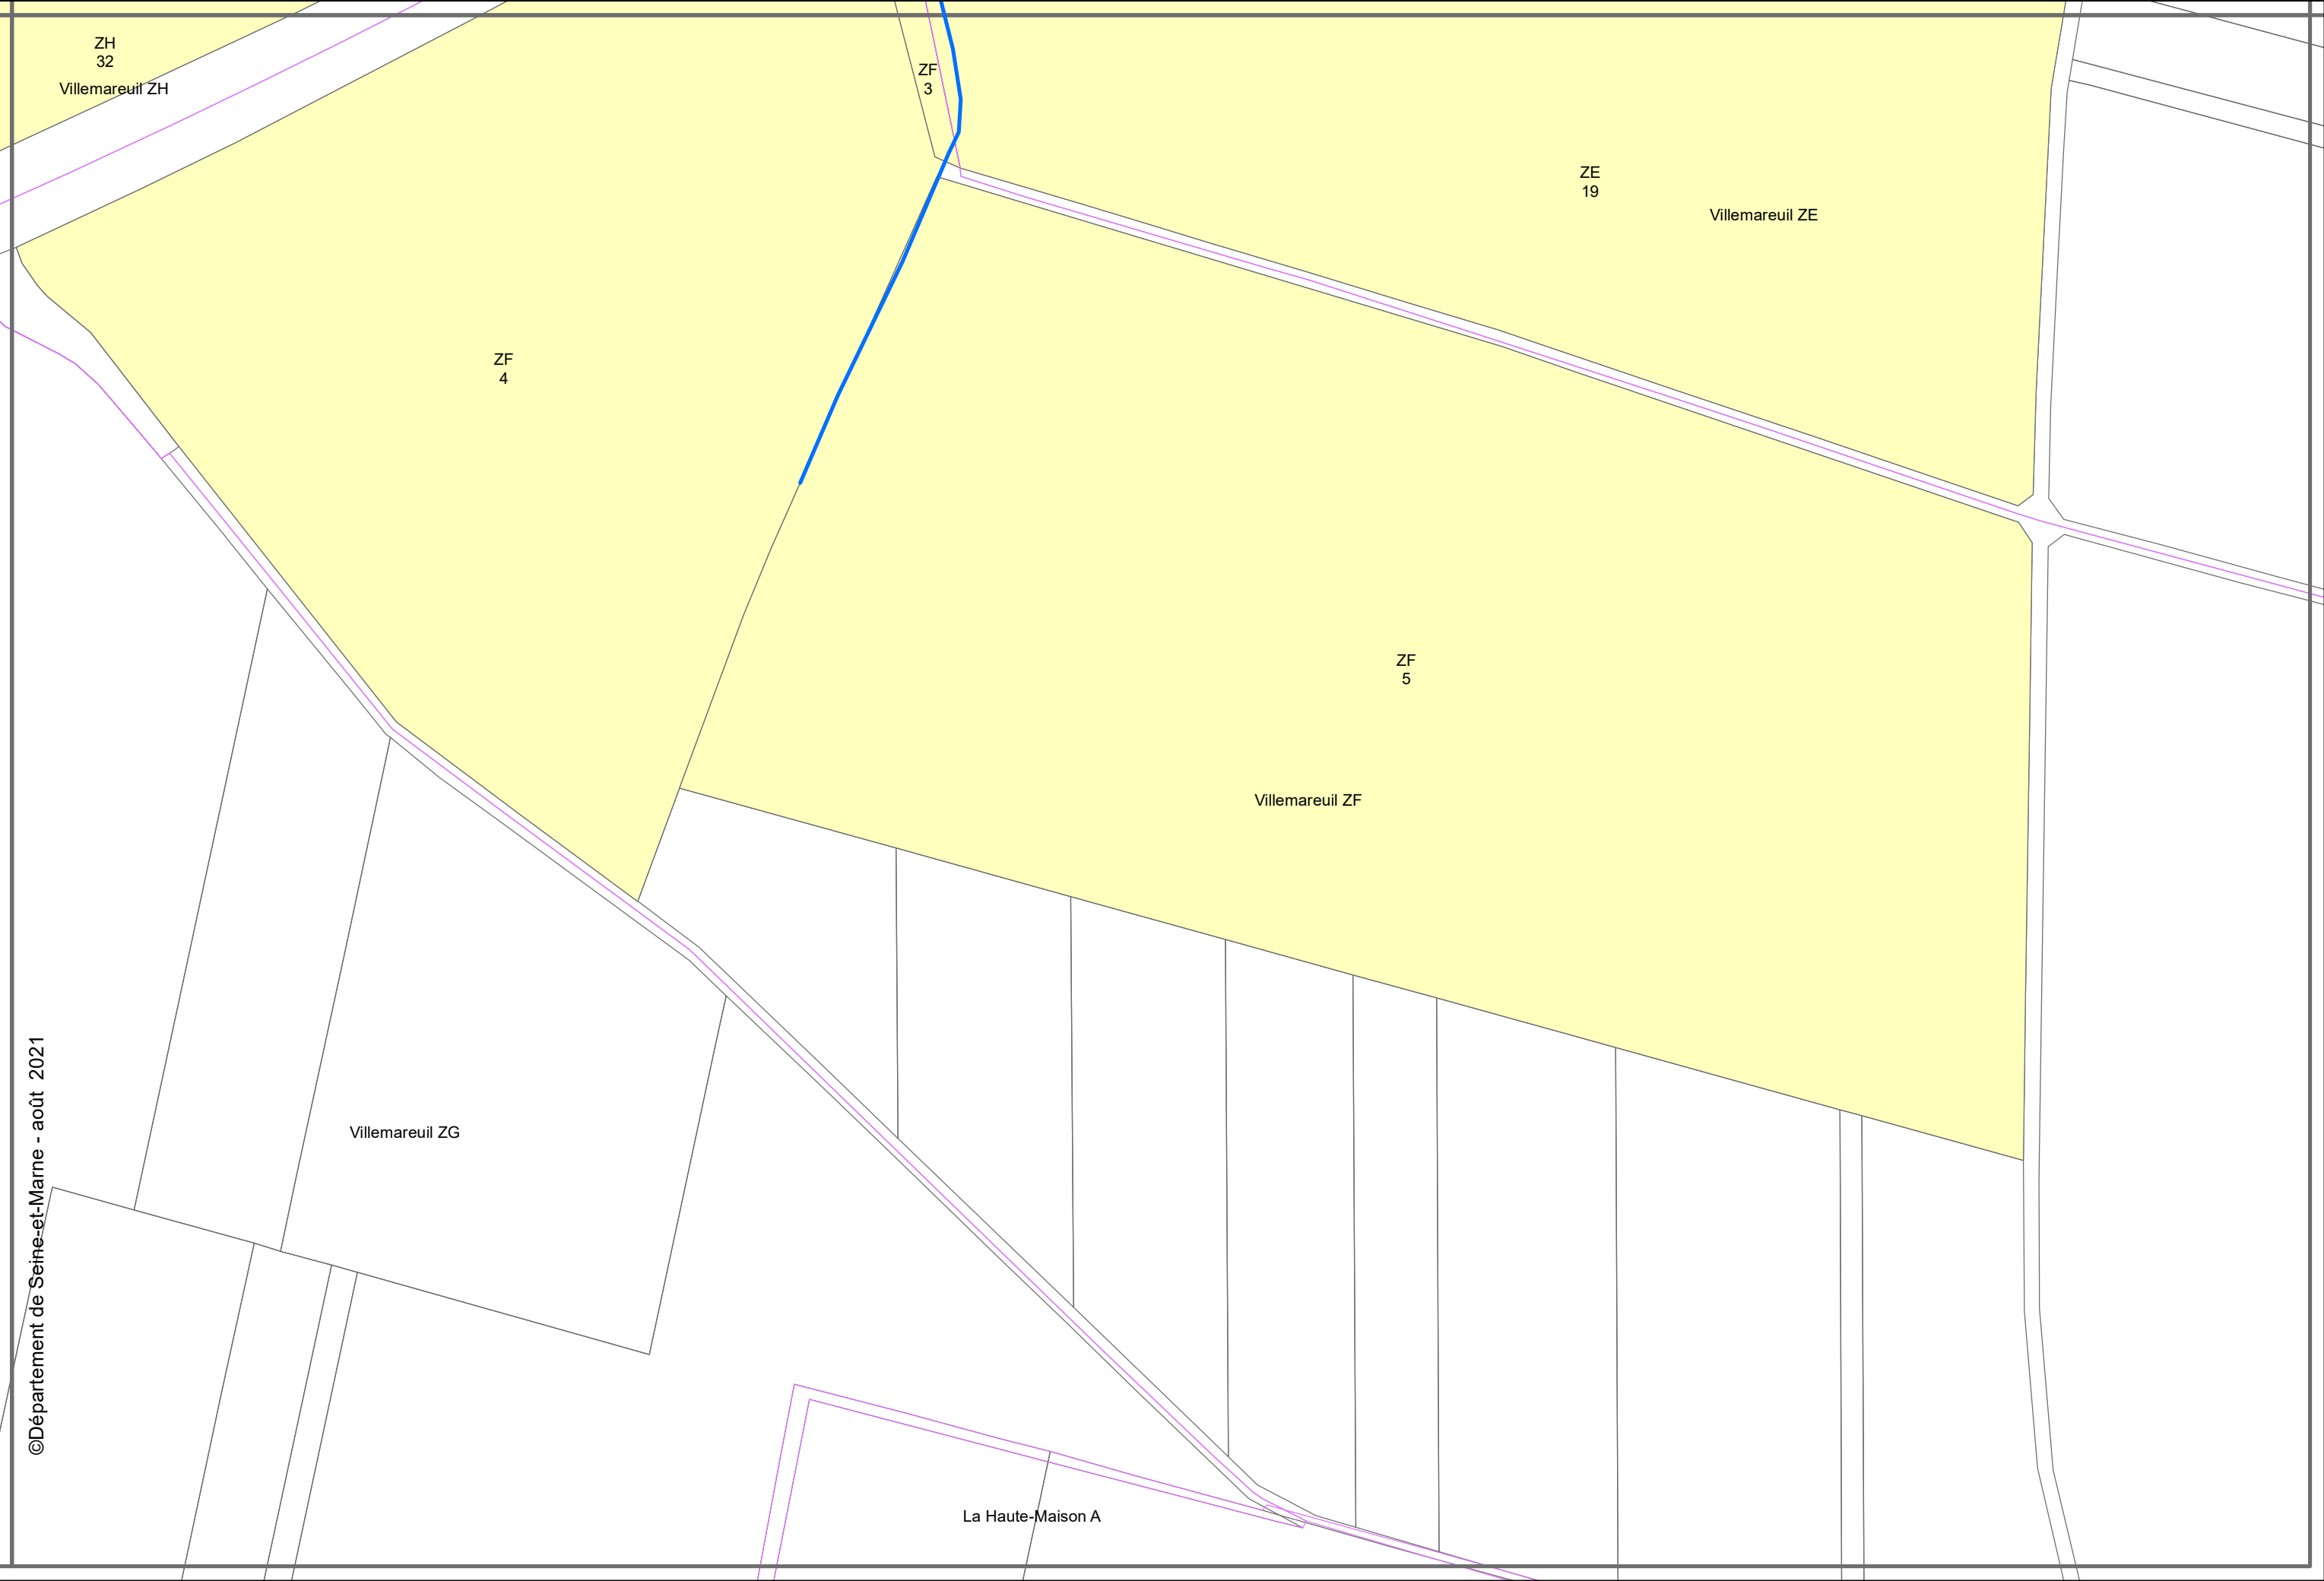 ZH
32
Villemareuil ZH
ZF
3
ZE
19
Villemareuil ZE
ZF
4
ZF
5
Villemareuil ZF
Villemareuil ZG
La Haute-Maison A
©Département de Seine-et-Marne - août 2021